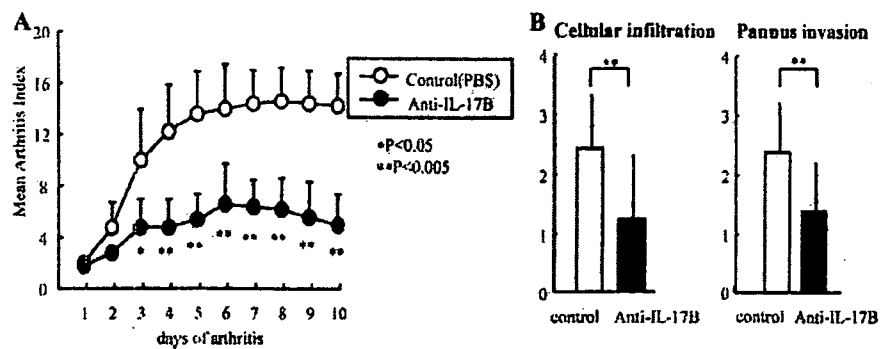 A
20
16
12
8
4
0
Mean Arthritis Index
1 2 3 4 5 6 7 8 9 10
days of arthritis
Control(PBS)
Anti-IL-17B
*P<0.05
**P<0.005
* ** ** ** ** ** ** **
B
Cellular infiltration
**
4
3
2
1
0
control Anti-IL-17B
Pannus invasion
**
4
3
2
1
0
control Anti-IL-17B